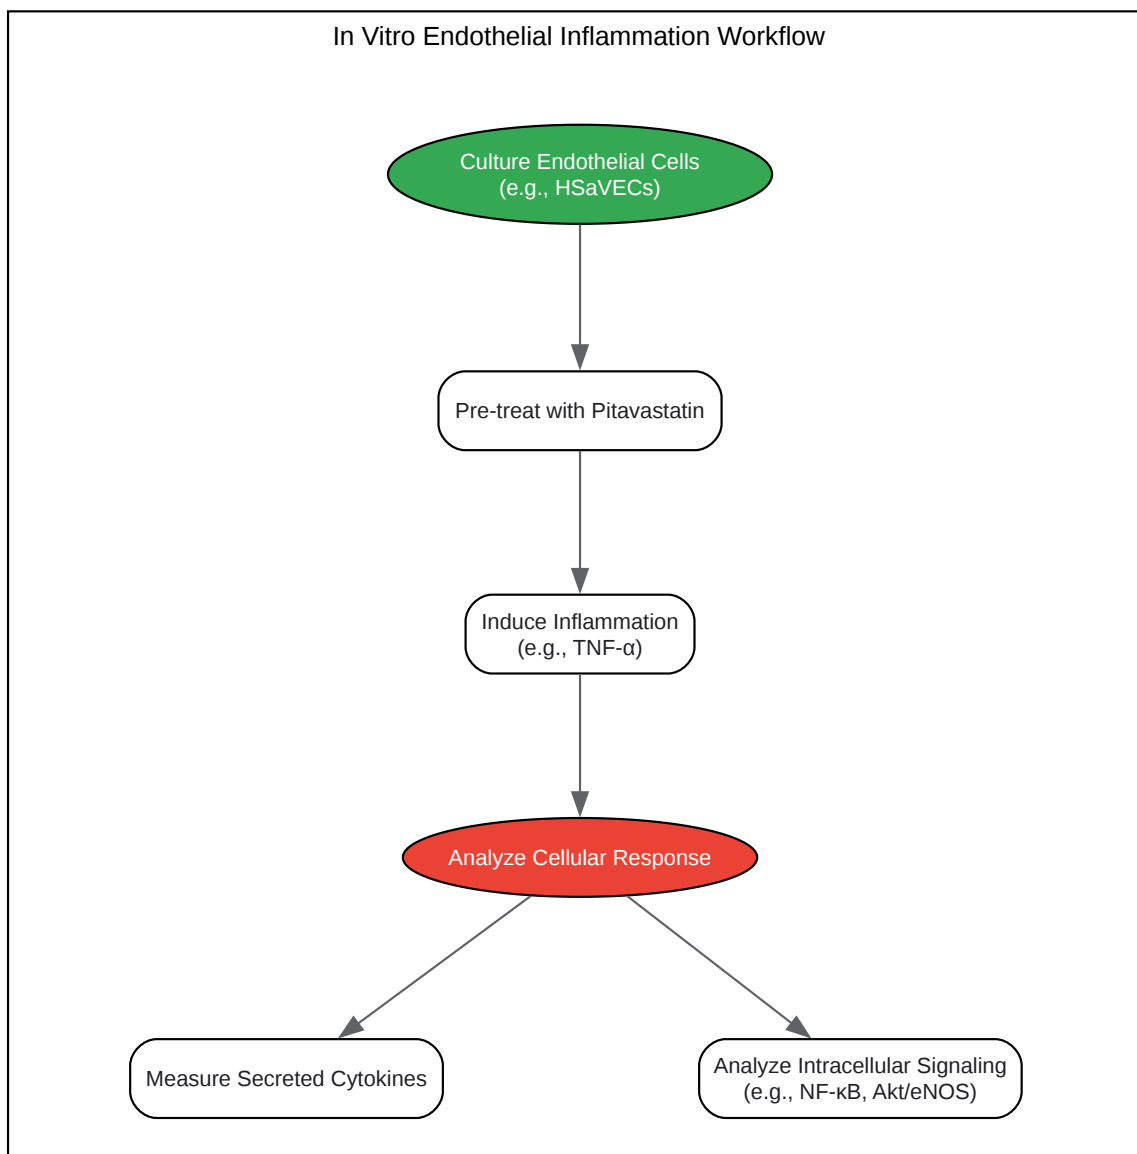 In Vitro Endothelial Inflammation Workflow
Culture Endothelial Cells
(e.g., HSaVECs)
Pre-treat with Pitavastatin
Induce Inflammation
(e.g., TNF-α)
Analyze Cellular Response
Measure Secreted Cytokines
Analyze Intracellular Signaling
(e.g., NF-κB, Akt/eNOS)